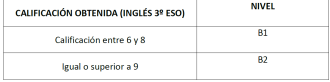 CALIFICACIÓN OBTENIDA (INGLÉS 3º ESO) NIVEL
Calificación entre 6 y 8 B1
Igual o superior a 9 B2